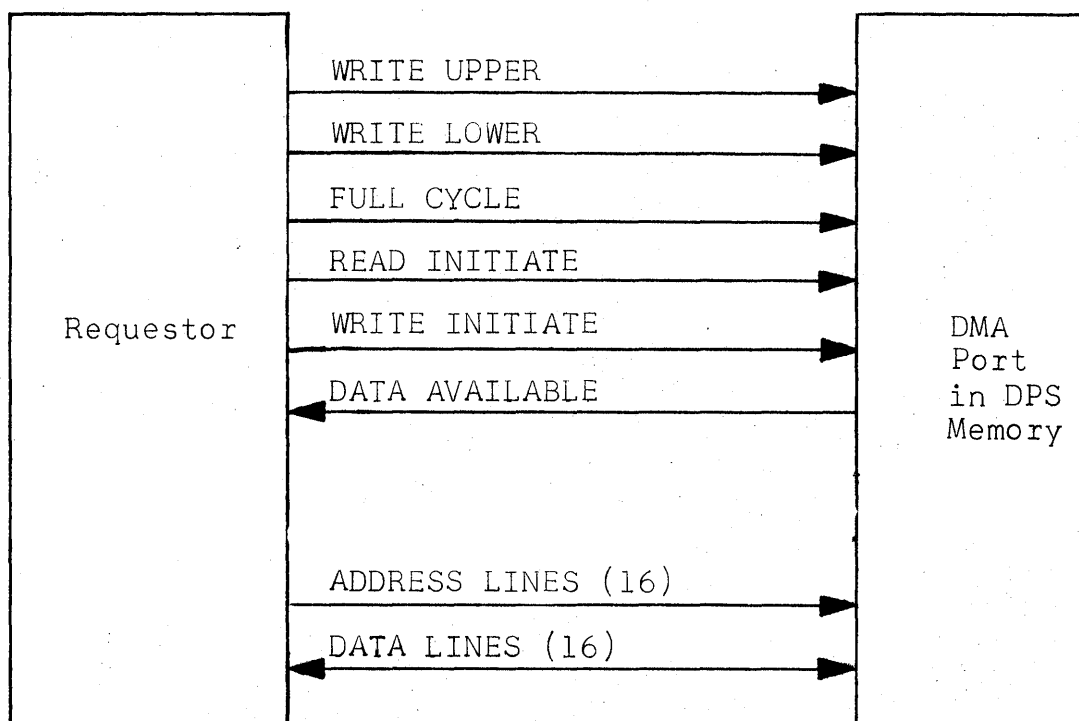 WRITE UPPER
WRITE LOWER
FULL CYCLE
READ INITIATE
Requestor
WRITE INITIATE
DATA AVAILABLE
DMA
Port
in DPS
Memory
ADDRESS LINES (16)
DATA LINES (16)